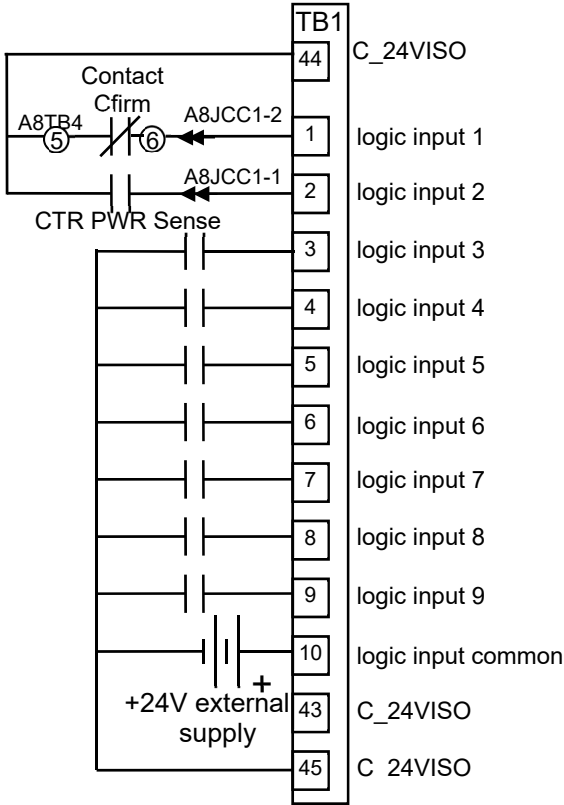 TB1
44 C_24VISO
Contact
Cfirm
A8TB4
A8JCC1-2
5
6
1 logic input 1
A8JCC1-1
2 logic input 2
CTR PWR Sense
3 logic input 3
4 logic input 4
5 logic input 5
6 logic input 6
7 logic input 7
8 logic input 8
9 logic input 9
10 logic input common
+
+24V external
supply
43 C_24VISO
45 C 24VISO